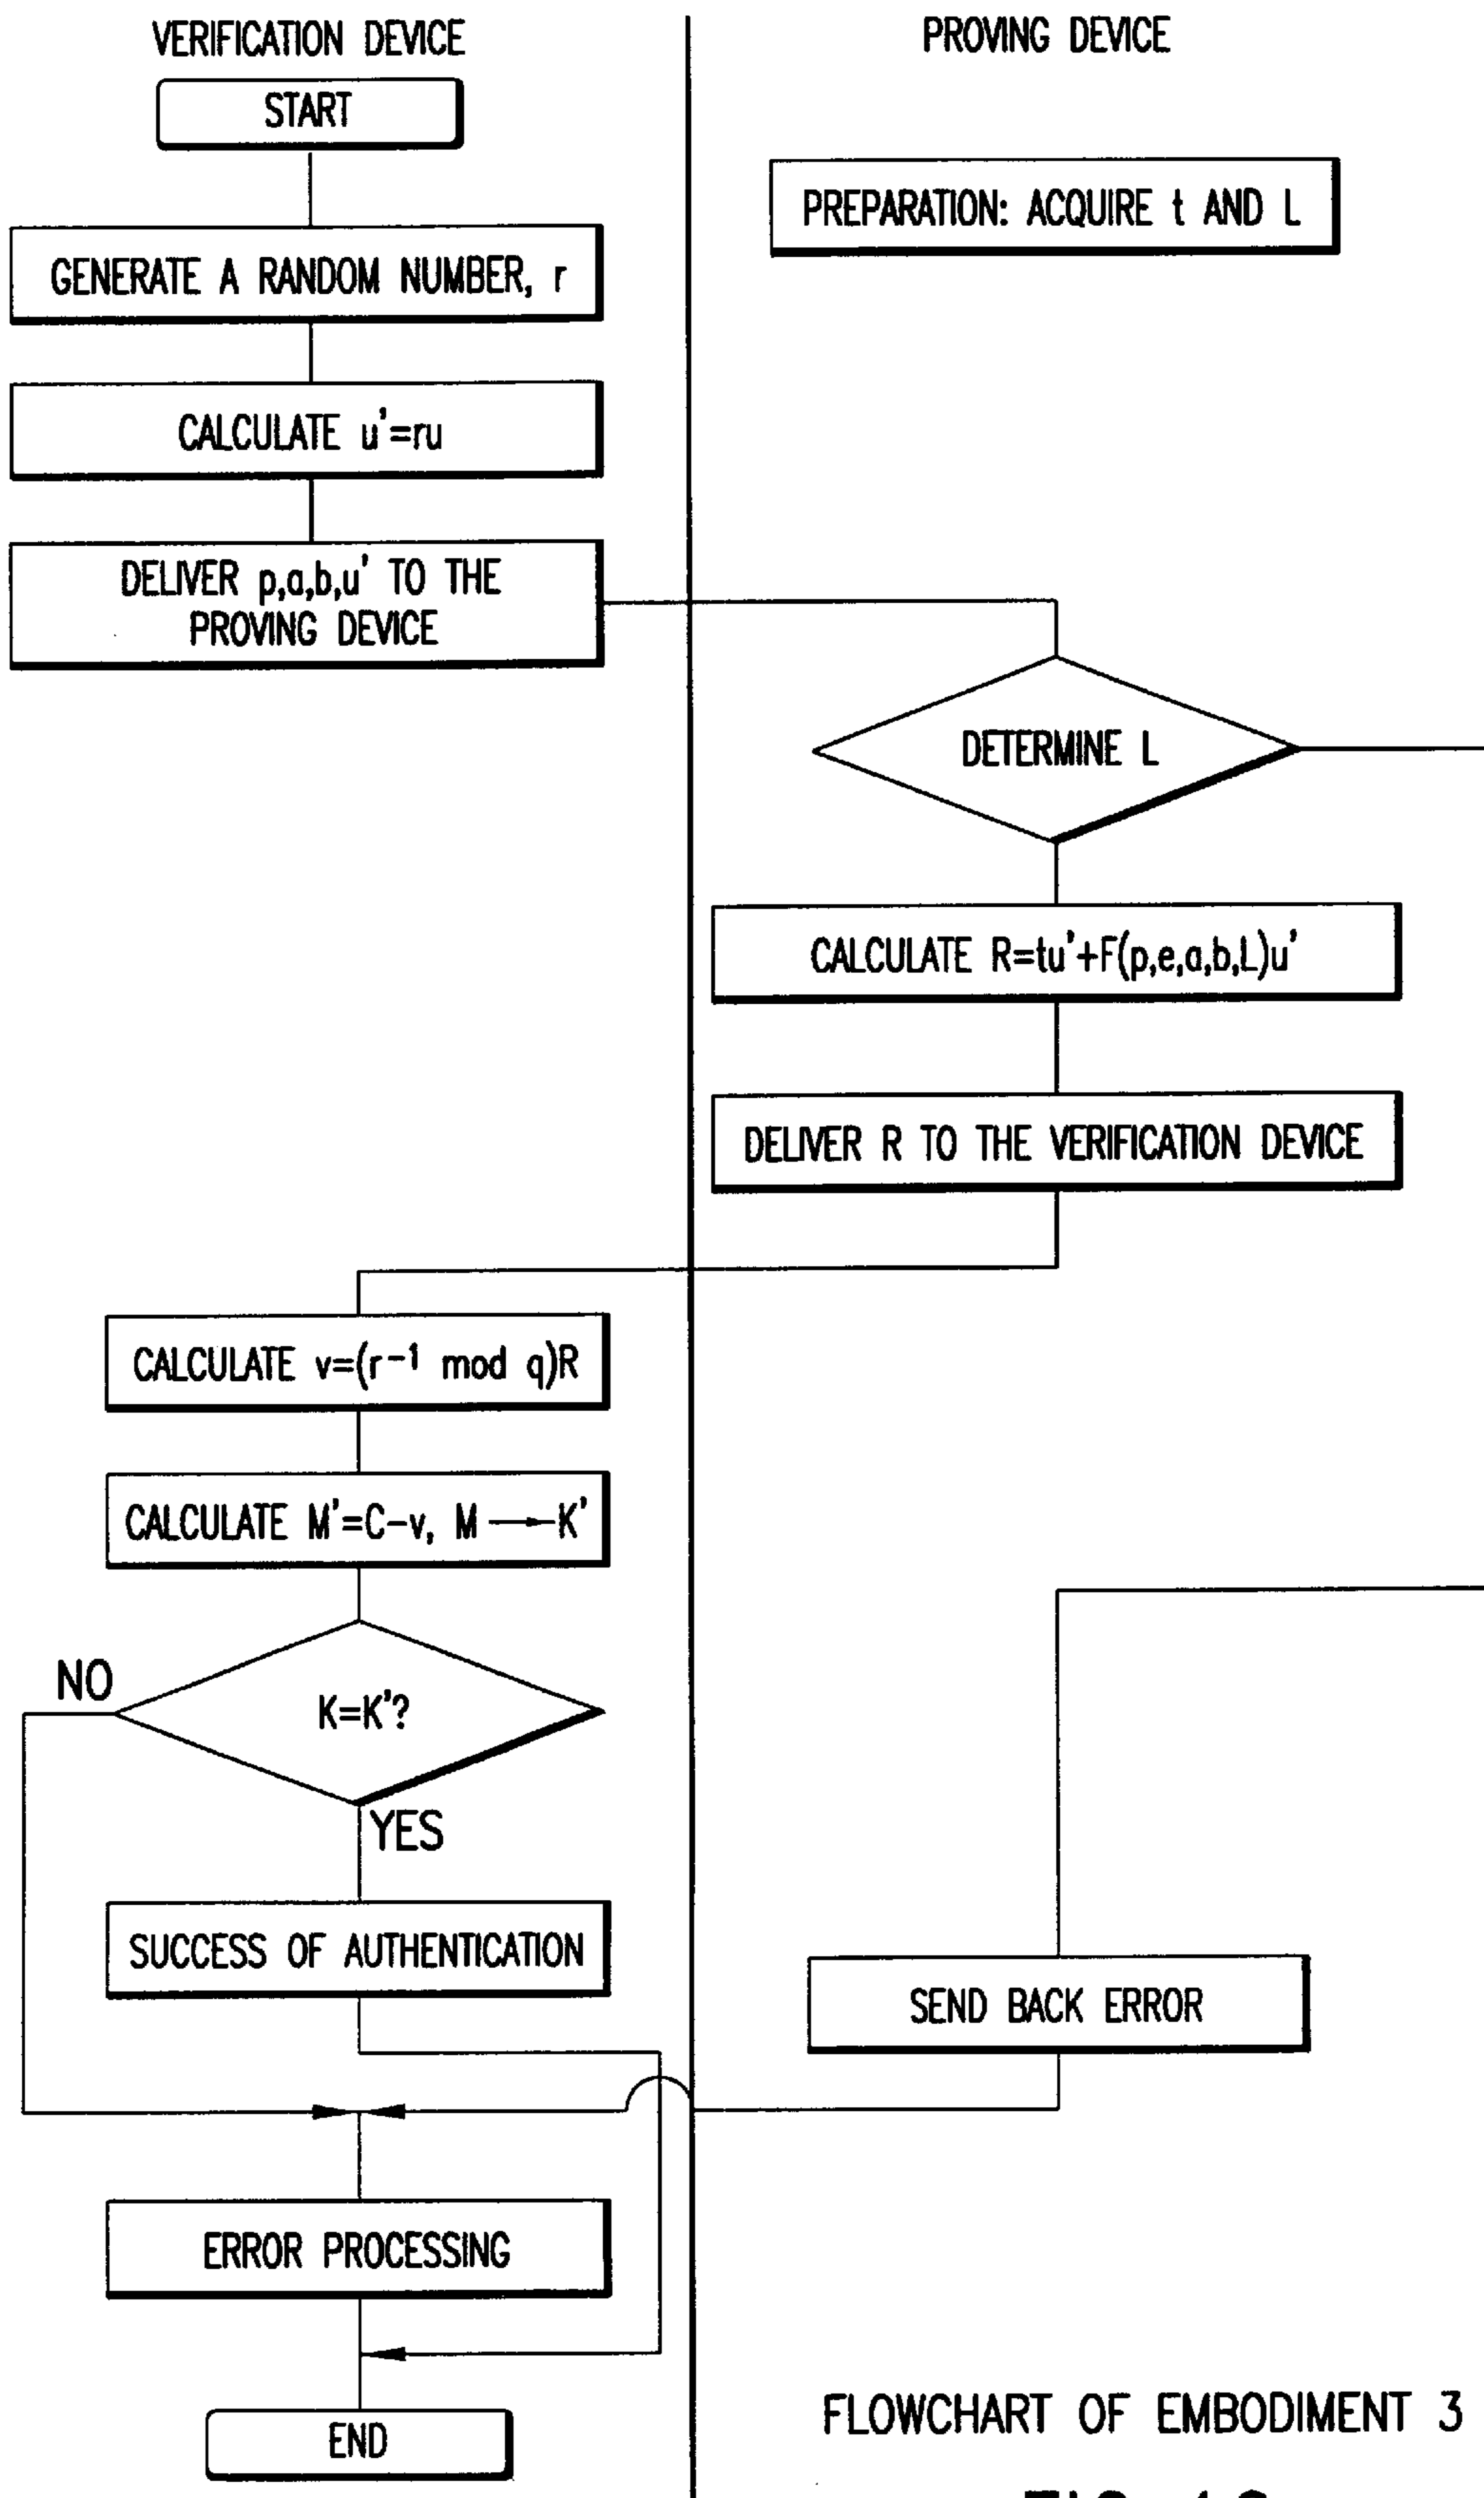 VERIFICATION DEVICE
START
GENERATE A RANDOM NUMBER, r
CALCULATE u'=ru
DELIVER p,a,b,u' TO THE
PROVING DEVICE
PROVING DEVICE
PREPARATION: ACQUIRE t AND L
DETERMINE L
CALCULATE R=tu'+F(p,e,a,b,L)u'
DELIVER R TO THE VERIFICATION DEVICE
CALCULATE v=(r⁻¹ mod q)R
CALCULATE M'=C-v, M → K'
NO
K=K'?
YES
SUCCESS OF AUTHENTICATION
SEND BACK ERROR
ERROR PROCESSING
END
FLOWCHART OF EMBODIMENT 3